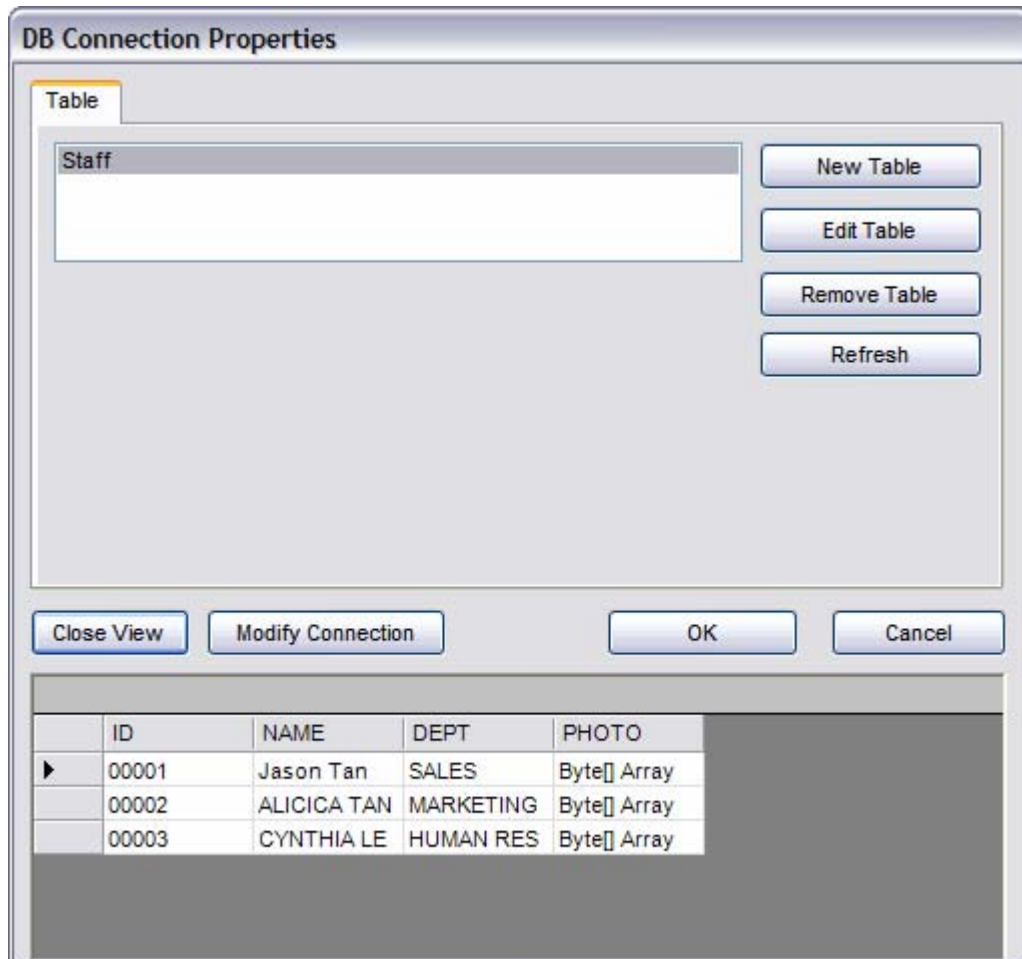 DB Connection Properties
Table
Staff
New Table
Edit Table
Remove Table
Refresh
Close View Modify Connection OK Cancel
ID NAME DEPT PHOTO
00001 Jason Tan SALES Byte[] Array
00002 ALICICA TAN MARKETING Byte[] Array
00003 CYNTHIA LE HUMAN RES Byte[] Array